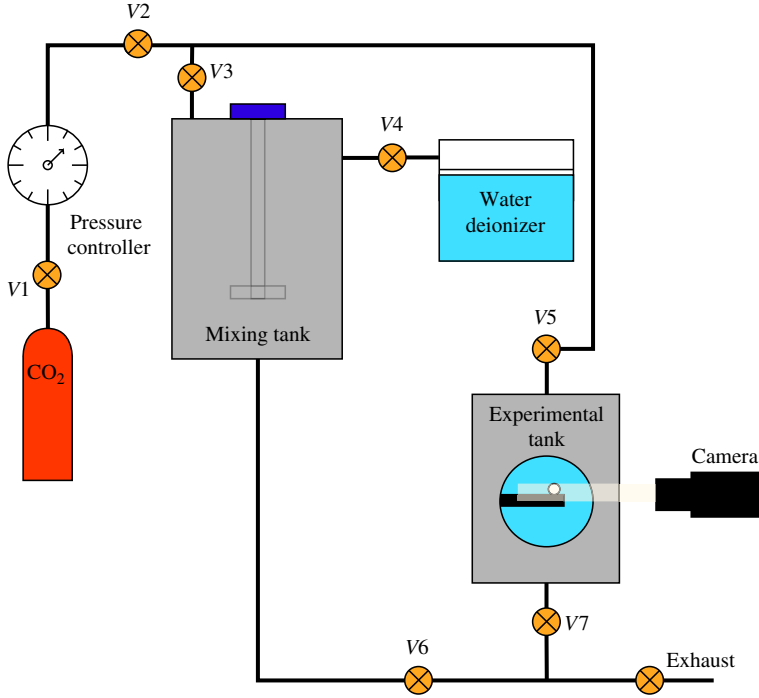 V2
V3
V4
Water
deionizer
Pressure
controller
V1
Mixing tank
V5
CO₂
Experimental
tank
Camera
V6
V7
Exhaust